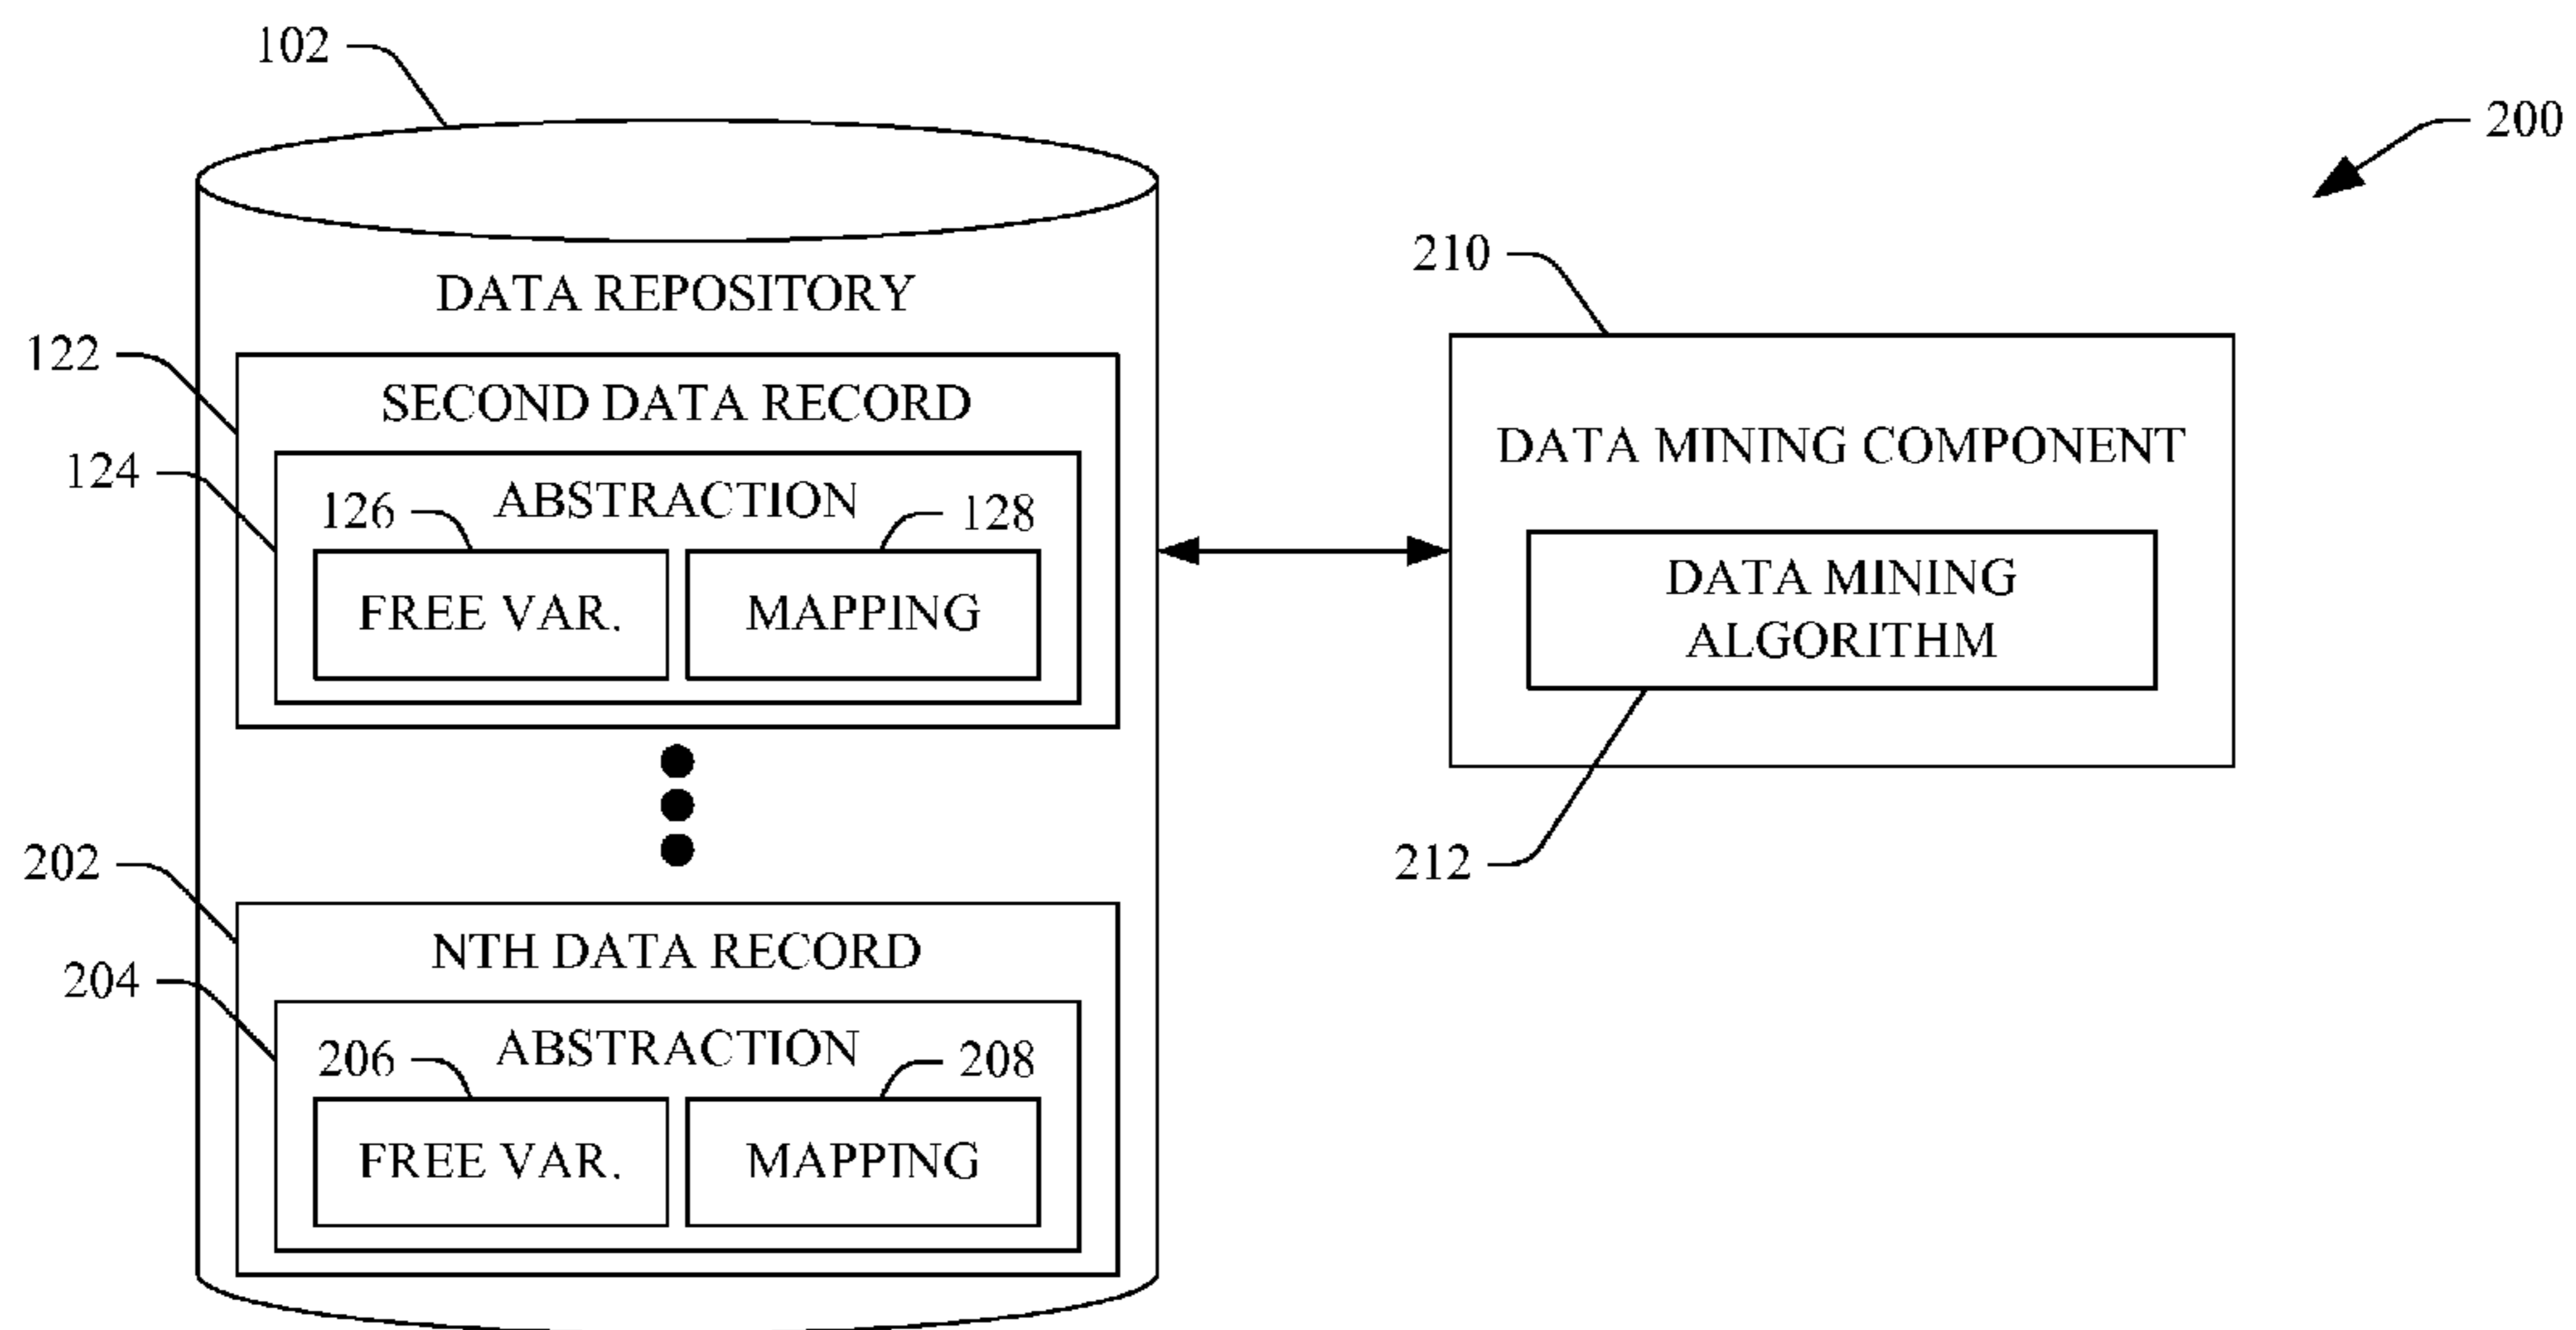 102
200
210
DATA REPOSITORY
122
SECOND DATA RECORD
124
ABSTRACTION
126
128
FREE VAR.
MAPPING
DATA MINING COMPONENT
DATA MINING
ALGORITHM
212
202
NTH DATA RECORD
204
ABSTRACTION
206
208
FREE VAR.
MAPPING